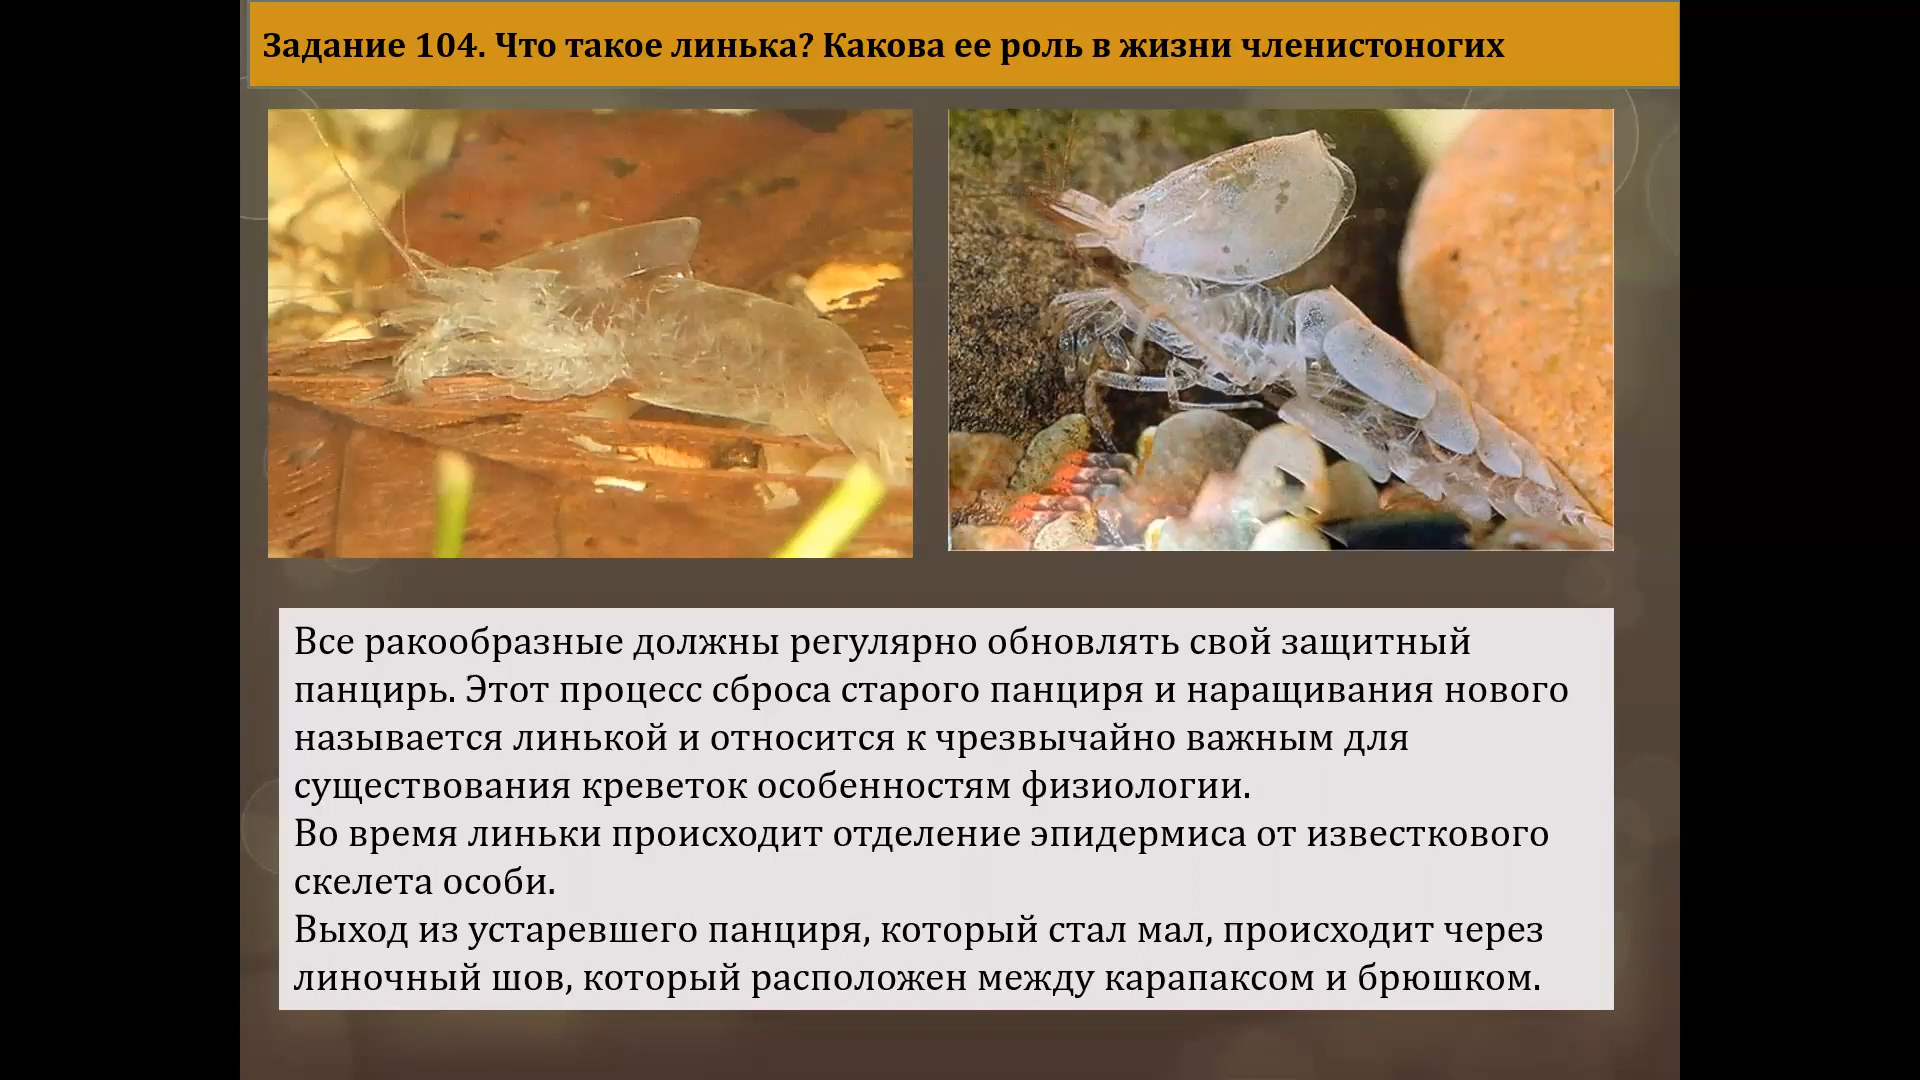 Задание 104. Что такое линька? Какова ее роль в жизни членистоногих
Все ракообразные должны регулярно обновлять свой защитный
панцирь. Этот процесс сброса старого панциря и наращивания нового
называется линькой и относится к чрезвычайно важным для
существования креветок особенностям физиологии.
Во время линьки происходит отделение эпидермиса от известкового
скелета особи.
Выход из устаревшего панциря, который стал мал, происходит через
линочный шов, который расположен между карапаксом и брюшком.